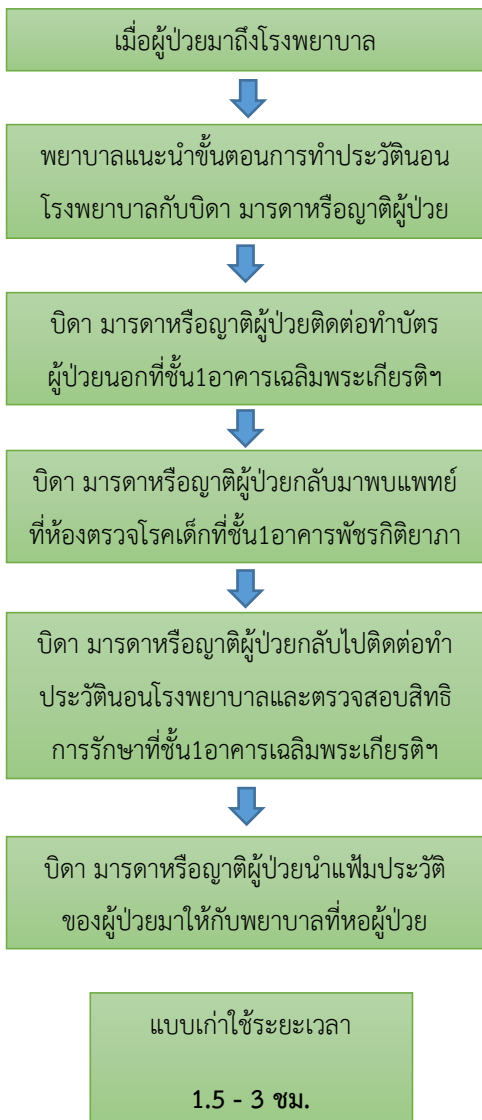 เมื่อผู้ป่วยมาถึงโรงพยาบาล
พยาบาลแนะนำขั้นตอนการทำประวัตินอน
โรงพยาบาลกับบิดา มารดาหรือญาติผู้ป่วย
บิดา มารดาหรือญาติผู้ป่วยติดต่อทำบัตร
ผู้ป่วยนอกที่ชั้น1อาคารเฉลิมพระเกียรติฯ
บิดา มารดาหรือญาติผู้ป่วยกลับมาพบแพทย์
ที่ห้องตรวจโรคเด็กที่ชั้น1อาคารพัชรกิติยาภา
บิดา มารดาหรือญาติผู้ป่วยกลับไปติดต่อทำ
ประวัตินอนโรงพยาบาลและตรวจสอบสิทธิ
การรักษาที่ชั้น1อาคารเฉลิมพระเกียรติฯ
บิดา มารดาหรือญาติผู้ป่วยนำแฟ้มประวัติ
ของผู้ป่วยมาให้กับพยาบาลที่หอผู้ป่วย
แบบเก่าใช้ระยะเวลา
1.5 - 3 ชม.